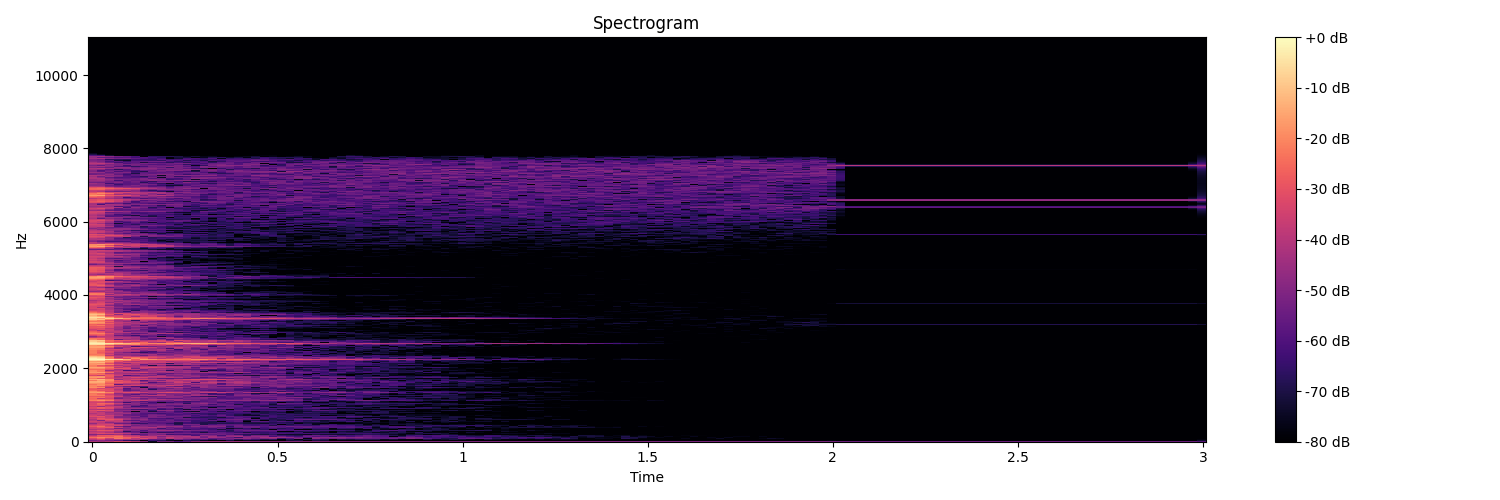 Spectrogram
Hz
10000
8000
6000
4000
2000
0
0 0.5 1 1.5 2 2.5 3
Time
+0 dB
-10 dB
-20 dB
-30 dB
-40 dB
-50 dB
-60 dB
-70 dB
-80 dB